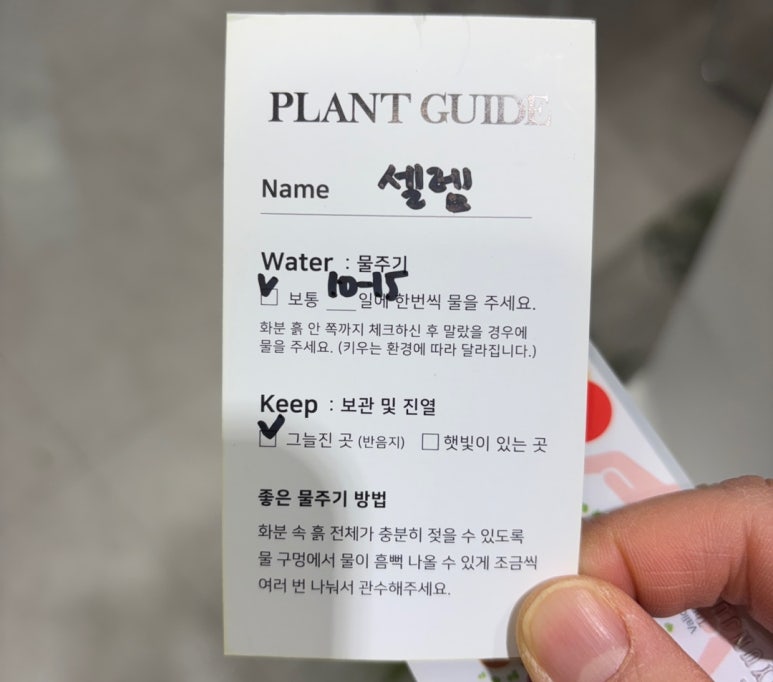 PLANT GUIDE
Name 셀렘
Water : 물주기
보통 10-15일에 한번씩 물을 주세요.
화분 흙 안 쪽까지 체크하신 후 말랐을 경우에
물을 주세요. (키우는 환경에 따라 달라집니다.)
Keep : 보관 및 진열
그늘진 곳 (반음지) 햇빛이 있는 곳
좋은 물주기 방법
화분 속 흙 전체가 충분히 젖을 수 있도록
물 구멍에서 물이 흠뻑 나올 수 있게 조금씩
여러 번 나눠서 관수해주세요.